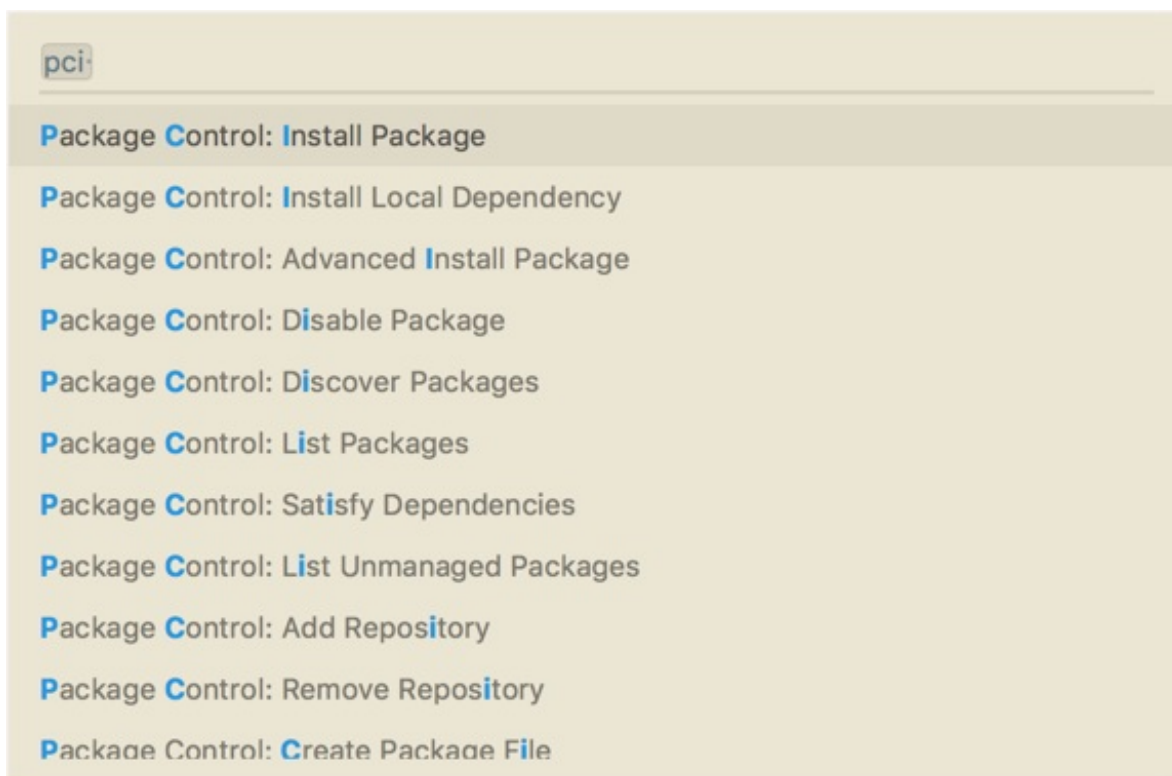 pci
Package Control: Install Package
Package Control: Install Local Dependency
Package Control: Advanced Install Package
Package Control: Disable Package
Package Control: Discover Packages
Package Control: List Packages
Package Control: Satisfy Dependencies
Package Control: List Unmanaged Packages
Package Control: Add Repository
Package Control: Remove Repository
Package Control: Create Package File